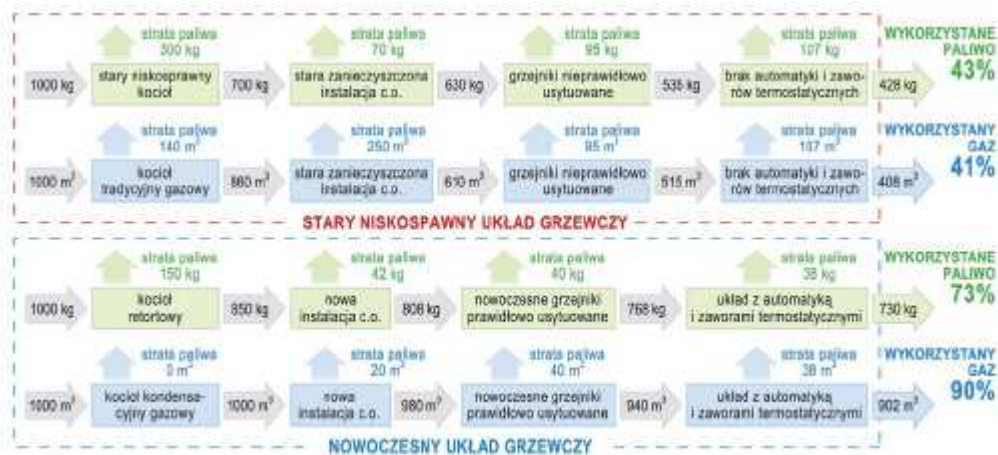 strata paliwa
300 kg
strata paliwa
70 kg
strata paliwa
95 kg
strata paliwa
107 kg
WYKORZYSTANE
PALIWO
43%
1000 kg
stary niskosprawny
kocioł
700 kg
stara zanieczyszczona
instalacja c.o.
630 kg
grzejniki nieprawidłowo
usytuowane
535 kg
brak automatyki i zawo-
rów termostatycznych
428 kg
strata paliwa
140 m³
strata paliwa
250 m³
strata paliwa
95 m³
strata paliwa
107 m³
WYKORZYSTANY
GAZ
41%
1000 m³
kocioł
tradycyjny gazowy
860 m³
stara zanieczyszczona
instalacja c.o.
610 m³
grzejniki nieprawidłowo
usytuowane
515 m³
brak automatyki i zawo-
rów termostatycznych
408 m³
STARY NISKOSPAWNY UKŁAD GRZEWCZY
strata paliwa
150 kg
strata paliwa
42 kg
strata paliwa
40 kg
strata paliwa
38 kg
WYKORZYSTANE
PALIWO
73%
1000 kg
kocioł
retortowy
850 kg
nowa
instalacja c.o.
808 kg
nowoczesne grzejniki
prawidłowo usytuowane
768 kg
układ z automatyką
i zaworami termostatycznymi
730 kg
strata paliwa
0 m³
strata paliwa
20 m³
strata paliwa
40 m³
strata paliwa
38 m³
WYKORZYSTANY
GAZ
90%
1000 m³
kocioł kondensa-
cyjny gazowy
1000 m³
nowa
instalacja c.o.
980 m³
nowoczesne grzejniki
prawidłowo usytuowane
940 m³
układ z automatyką
i zaworami termostatycznymi
902 m³
NOWOCZESNY UKŁAD GRZEWCZY